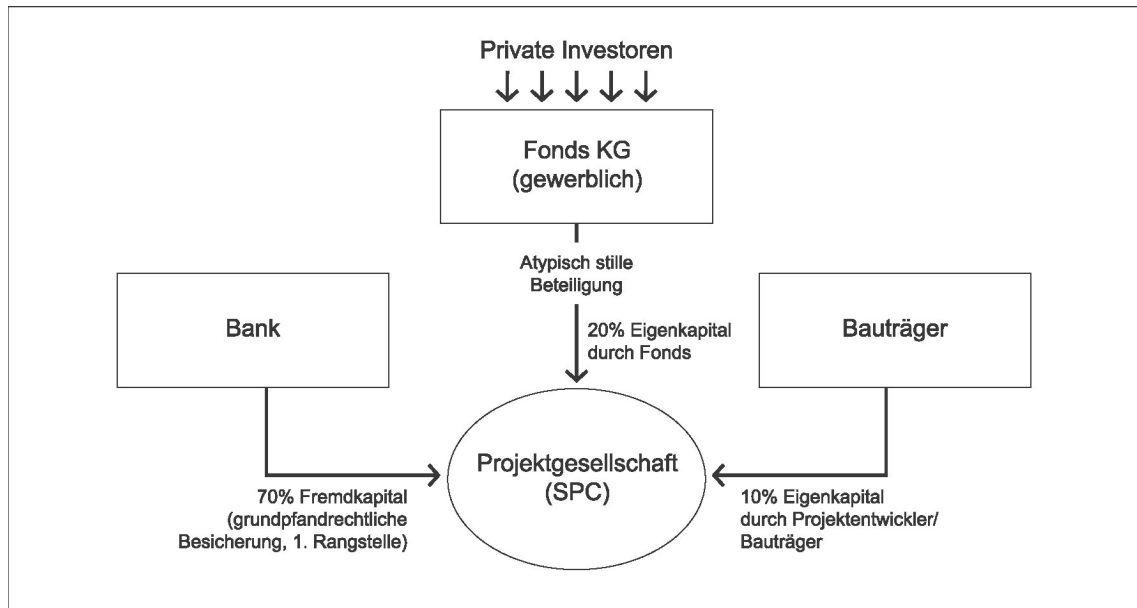 Private Investoren
Fonds KG
(gewerblich)
Atypisch stille
Beteiligung
Bank
20% Eigenkapital
durch Fonds
Bauträger
Projektgesellschaft
(SPC)
70% Fremdkapital
(grundpfandrechtliche
Besicherung, 1. Rangstelle)
10% Eigenkapital
durch Projektentwickler/
Bauträger